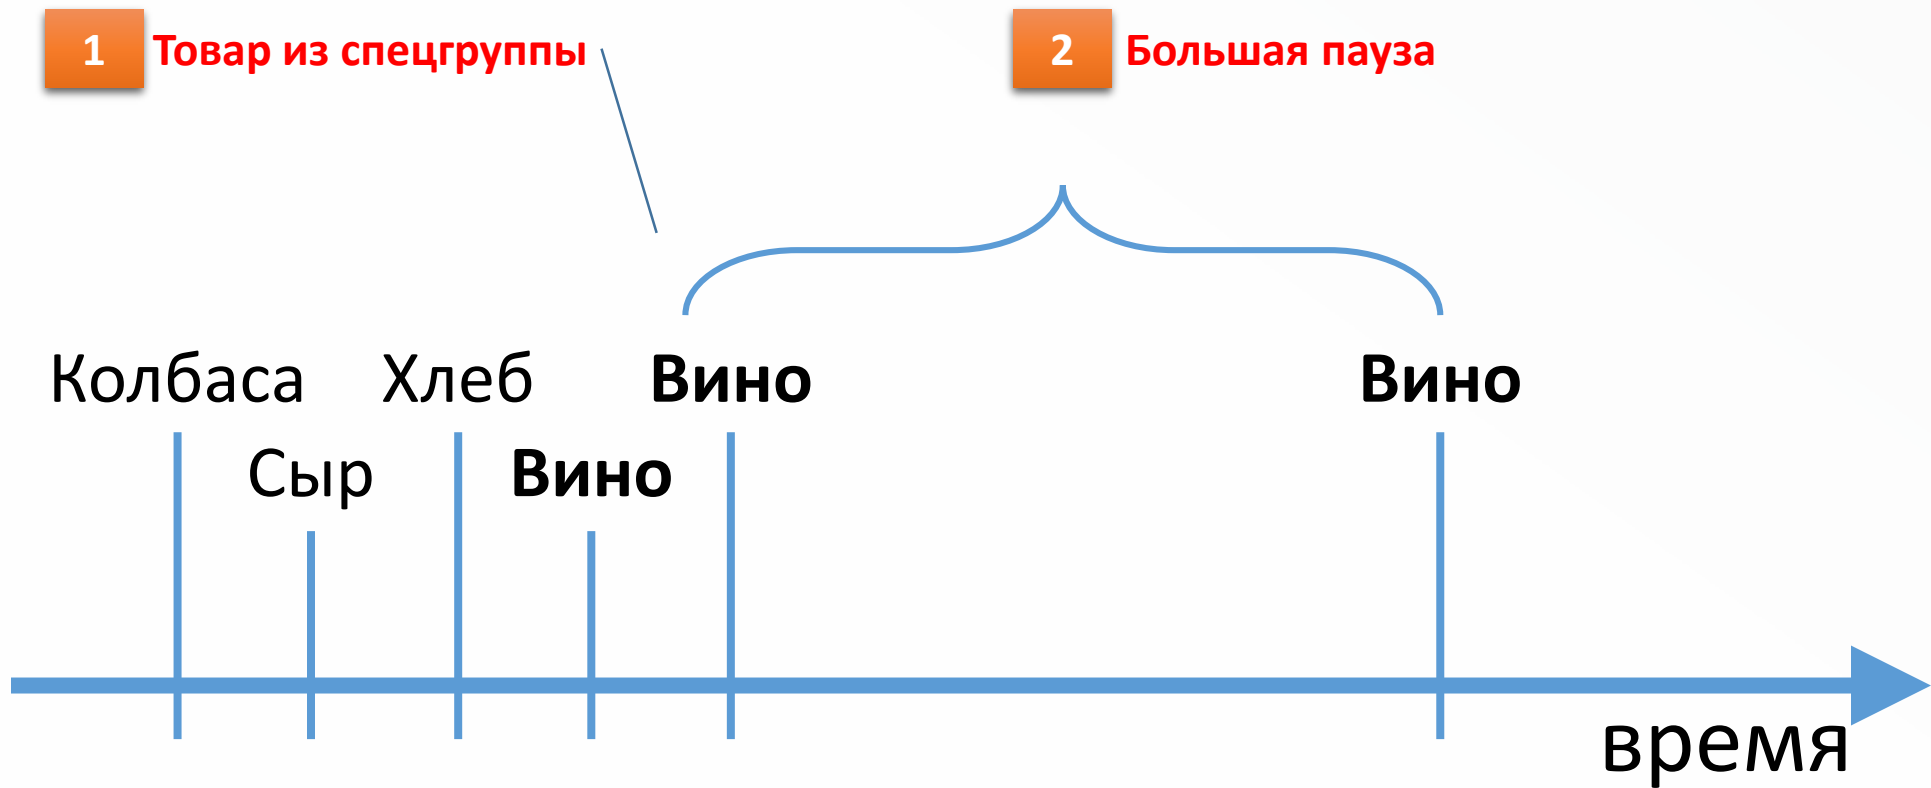 1 Товар из спецгруппы
2 Большая пауза
Колбаса Хлеб Вино Вино
Сыр Вино
время